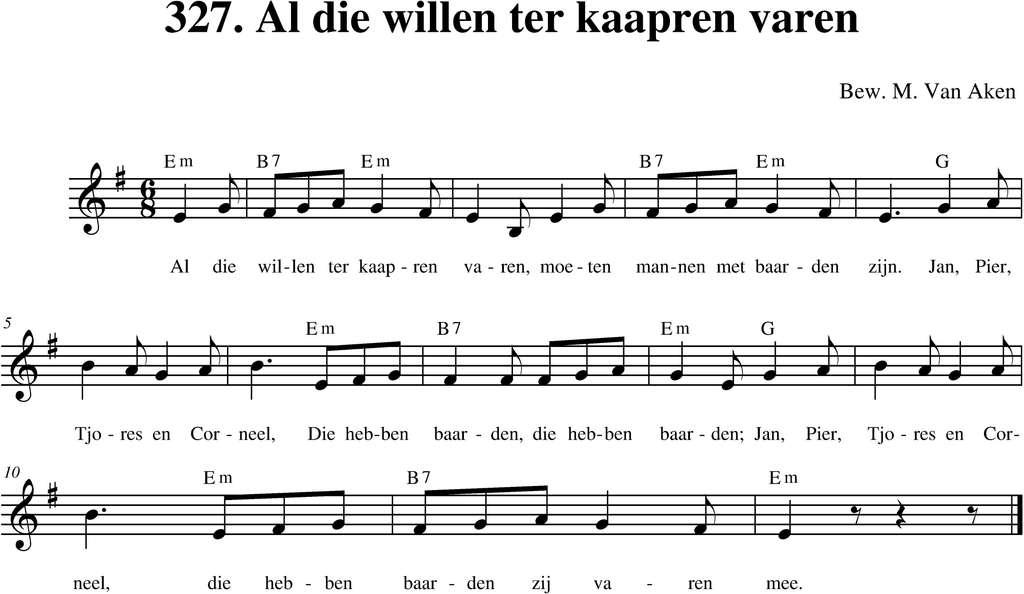 327. Al die willen ter kaapren varen
Bew. M. Van Aken
Em B7 Em B7 Em G
6
8
Al die wil-len ter kaap - ren va - ren, moe - ten man-nen met baar - den zijn. Jan, Pier,
5
Em B7 Em G
Tjo - res en Cor - neel, Die heb-ben baar - den, die heb-ben baar - den; Jan, Pier, Tjo - res en Cor-
10
Em B7 Em
neel, die heb - ben baar - den zij va - ren mee.